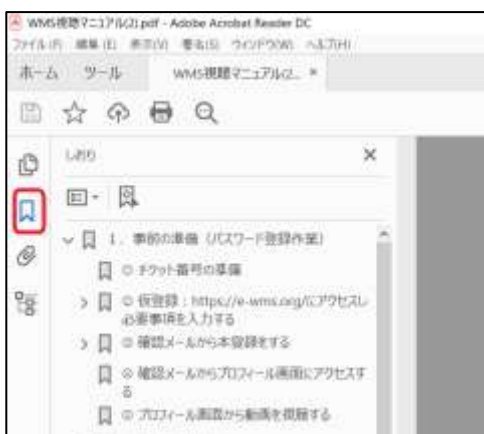 WMS視聴マニュアル(2).pdf - Adobe Acrobat Reader DC
ファイル(F) 編集(E) 表示(V) 署名(S) ウィンドウ(W) ヘルプ(H)
ホーム ツール WMS視聴マニュアル(2... ×
しおり ×
1．事前の準備（パスワード登録作業）
チケット番号の準備
仮登録：https://e-wms.org/にアクセスし
必要事項を入力する
確認メールから本登録をする
確認メールからプロフィール画面にアクセスす
る
プロフィール画面から動画を視聴する